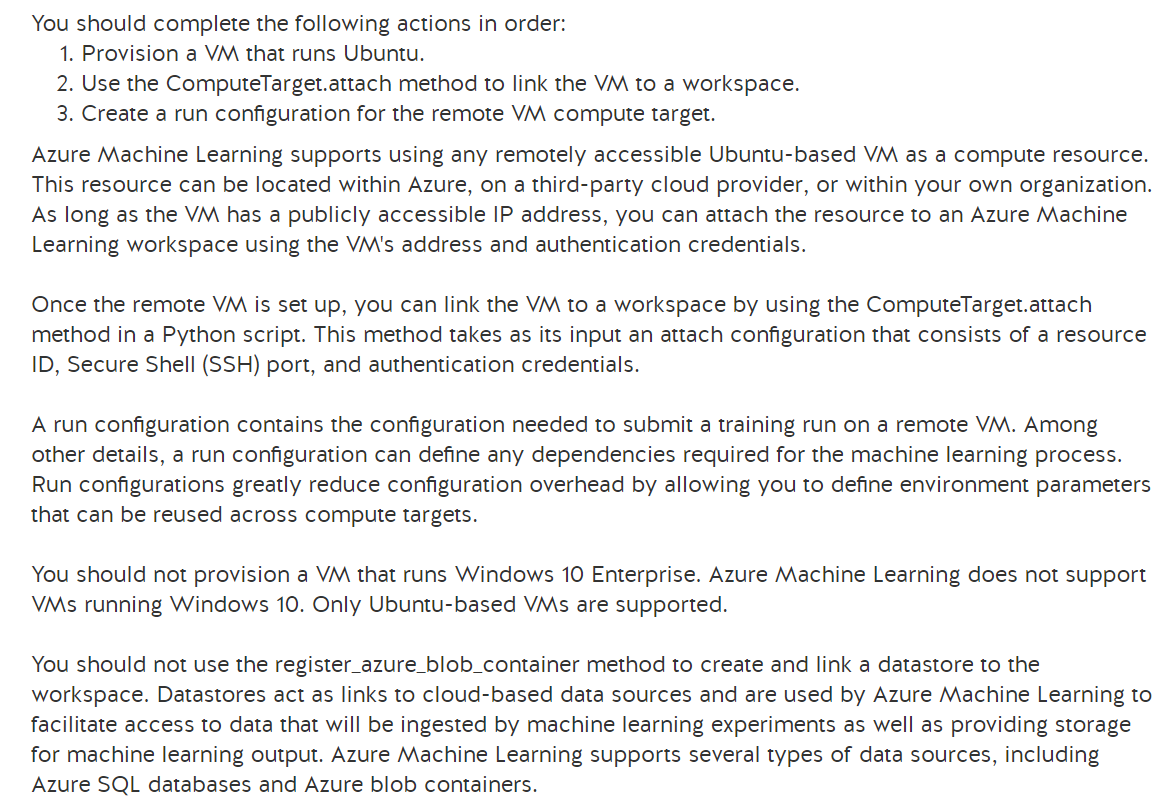 You should complete the following actions in order:
1. Provision a VM that runs Ubuntu.
2. Use the ComputeTarget.attach method to link the VM to a workspace.
3. Create a run configuration for the remote VM compute target.
Azure Machine Learning supports using any remotely accessible Ubuntu-based VM as a compute resource.
This resource can be located within Azure, on a third-party cloud provider, or within your own organization.
As long as the VM has a publicly accessible IP address, you can attach the resource to an Azure Machine
Learning workspace using the VM's address and authentication credentials.
Once the remote VM is set up, you can link the VM to a workspace by using the ComputeTarget.attach
method in a Python script. This method takes as its input an attach configuration that consists of a resource
ID, Secure Shell (SSH) port, and authentication credentials.
A run configuration contains the configuration needed to submit a training run on a remote VM. Among
other details, a run configuration can define any dependencies required for the machine learning process.
Run configurations greatly reduce configuration overhead by allowing you to define environment parameters
that can be reused across compute targets.
You should not provision a VM that runs Windows 10 Enterprise. Azure Machine Learning does not support
VMs running Windows 10. Only Ubuntu-based VMs are supported.
You should not use the register_azure_blob_container method to create and link a datastore to the
workspace. Datastores act as links to cloud-based data sources and are used by Azure Machine Learning to
facilitate access to data that will be ingested by machine learning experiments as well as providing storage
for machine learning output. Azure Machine Learning supports several types of data sources, including
Azure SQL databases and Azure blob containers.